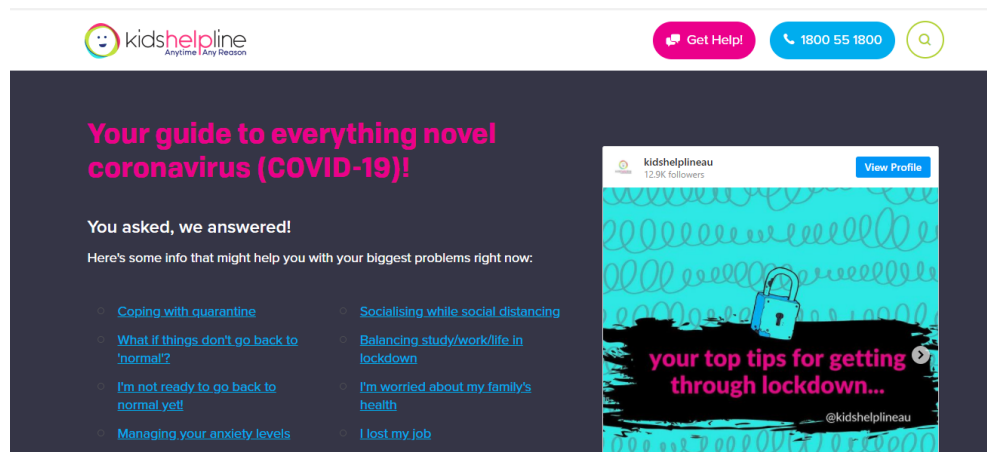 kidshelpline
Anytime | Any Reason
Get Help!
1800 55 1800
Your guide to everything novel
coronavirus (COVID-19)!
You asked, we answered!
Here's some info that might help you with your biggest problems right now:
Coping with quarantine
What if things don't go back to
'normal'?
I'm not ready to go back to
normal yet!
Managing your anxiety levels
Socialising while social distancing
Balancing study/work/life in
lockdown
I'm worried about my family's
health
I lost my job
kidshelplineau
12.9K followers
View Profile
your top tips for getting
through lockdown...
@kidshelplineau